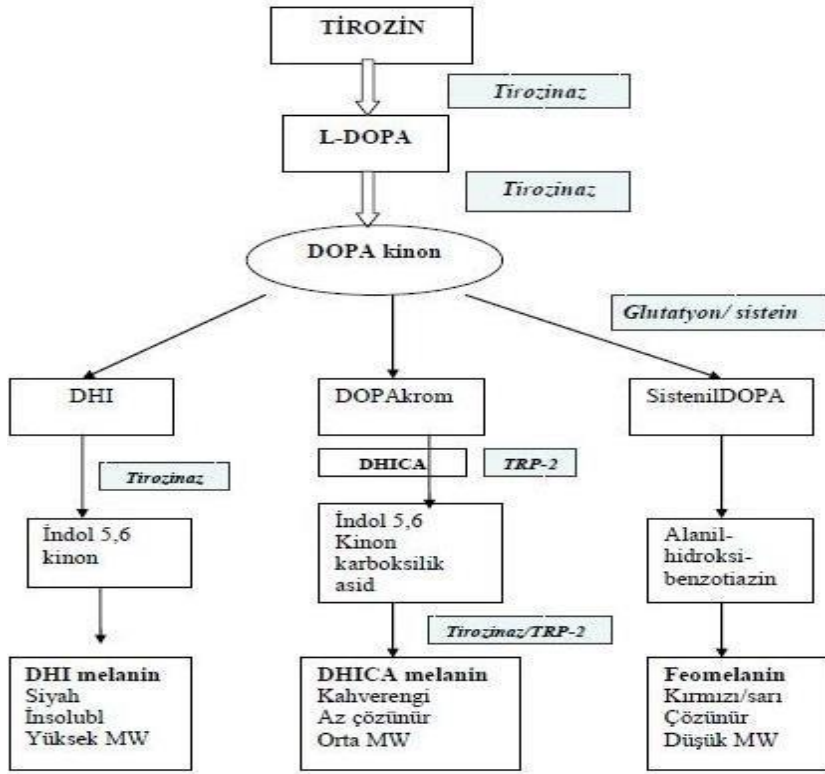 TİROZİN
Tirozinaz
L-DOPA
Tirozinaz
DOPA kinon
Glutatyon/ sistein
DHI
DOPAkrom
SistenilDOPA
DHICA
TRP-2
Tirozinaz
İndol 5,6
kinon
İndol 5,6
Kinon
karboksilik
asid
Alanil-
hidroksi-
benzotiazin
Tirozinaz/TRP-2
DHI melanin
Siyah
İnsolubl
Yüksek MW
DHICA melanin
Kahverengi
Az çözünür
Orta MW
Feomelanin
Kırmızı/sarı
Çözünür
Düşük MW